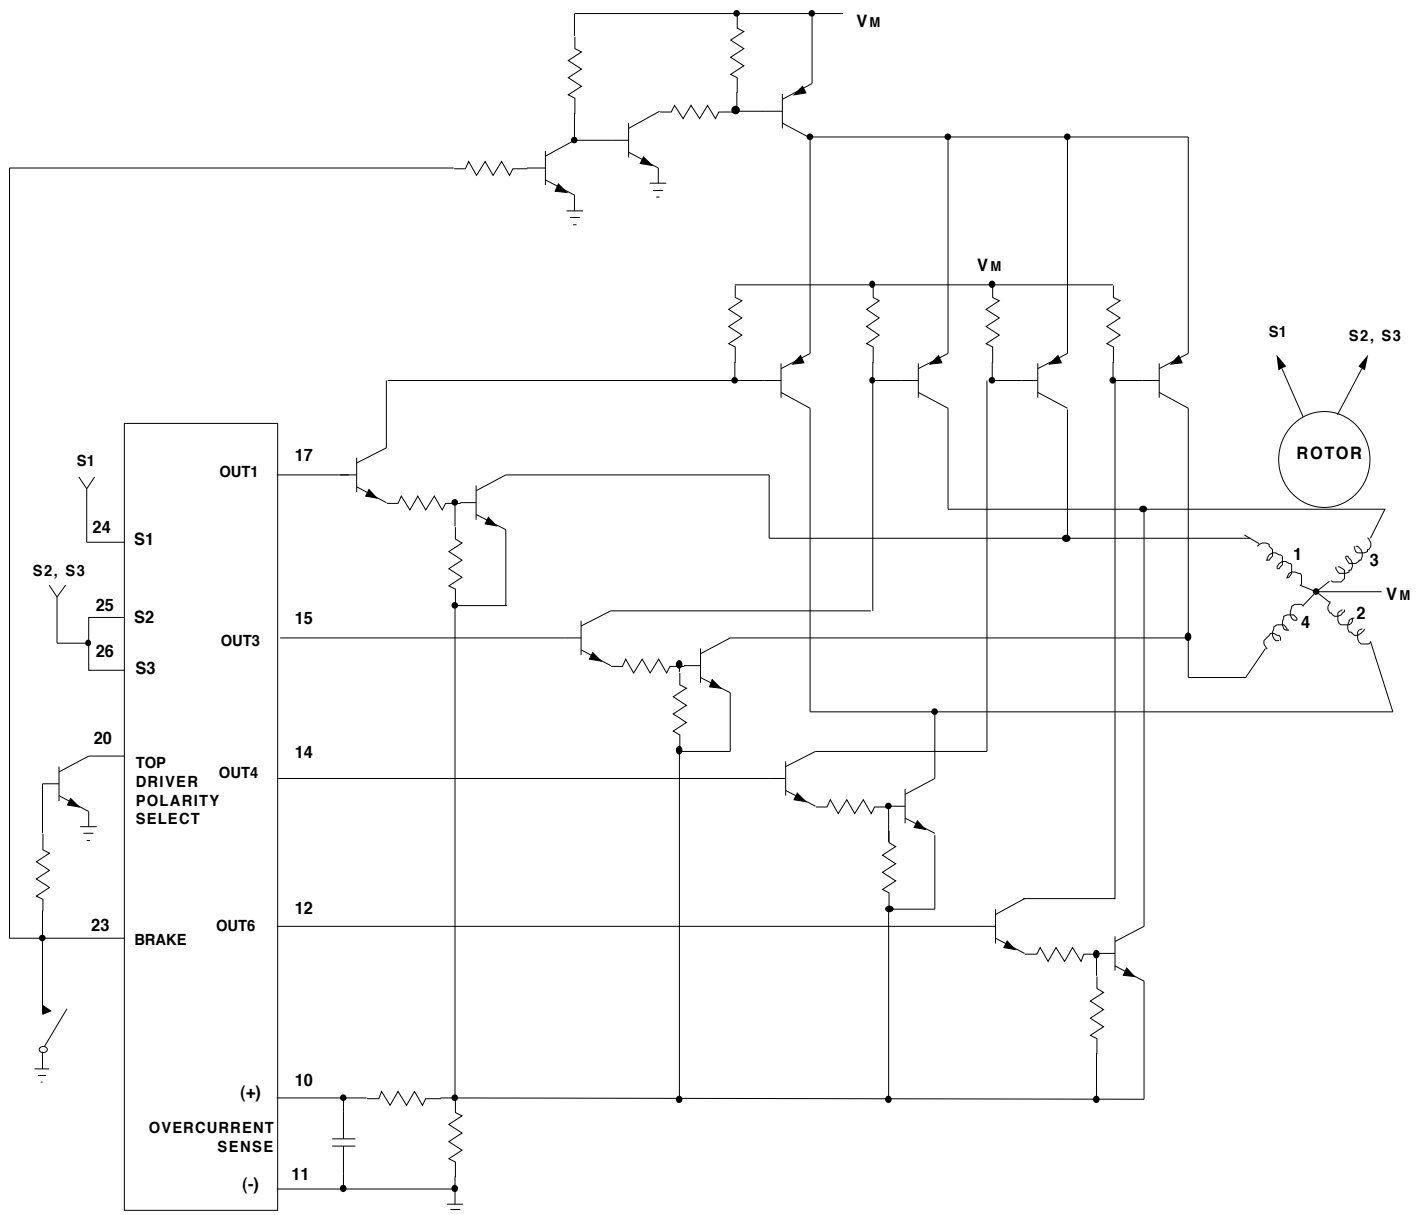 VM
VM
S1
S2, S3
ROTOR
S1
17
OUT1
24
S1
1
3
S2, S3
VM
25
S2
15
2
4
OUT3
26
S3
20
14
TOP
DRIVER
POLARITY
SELECT
OUT4
12
23
BRAKE
OUT6
10
(+)
OVERCURRENT
SENSE
11
(-)